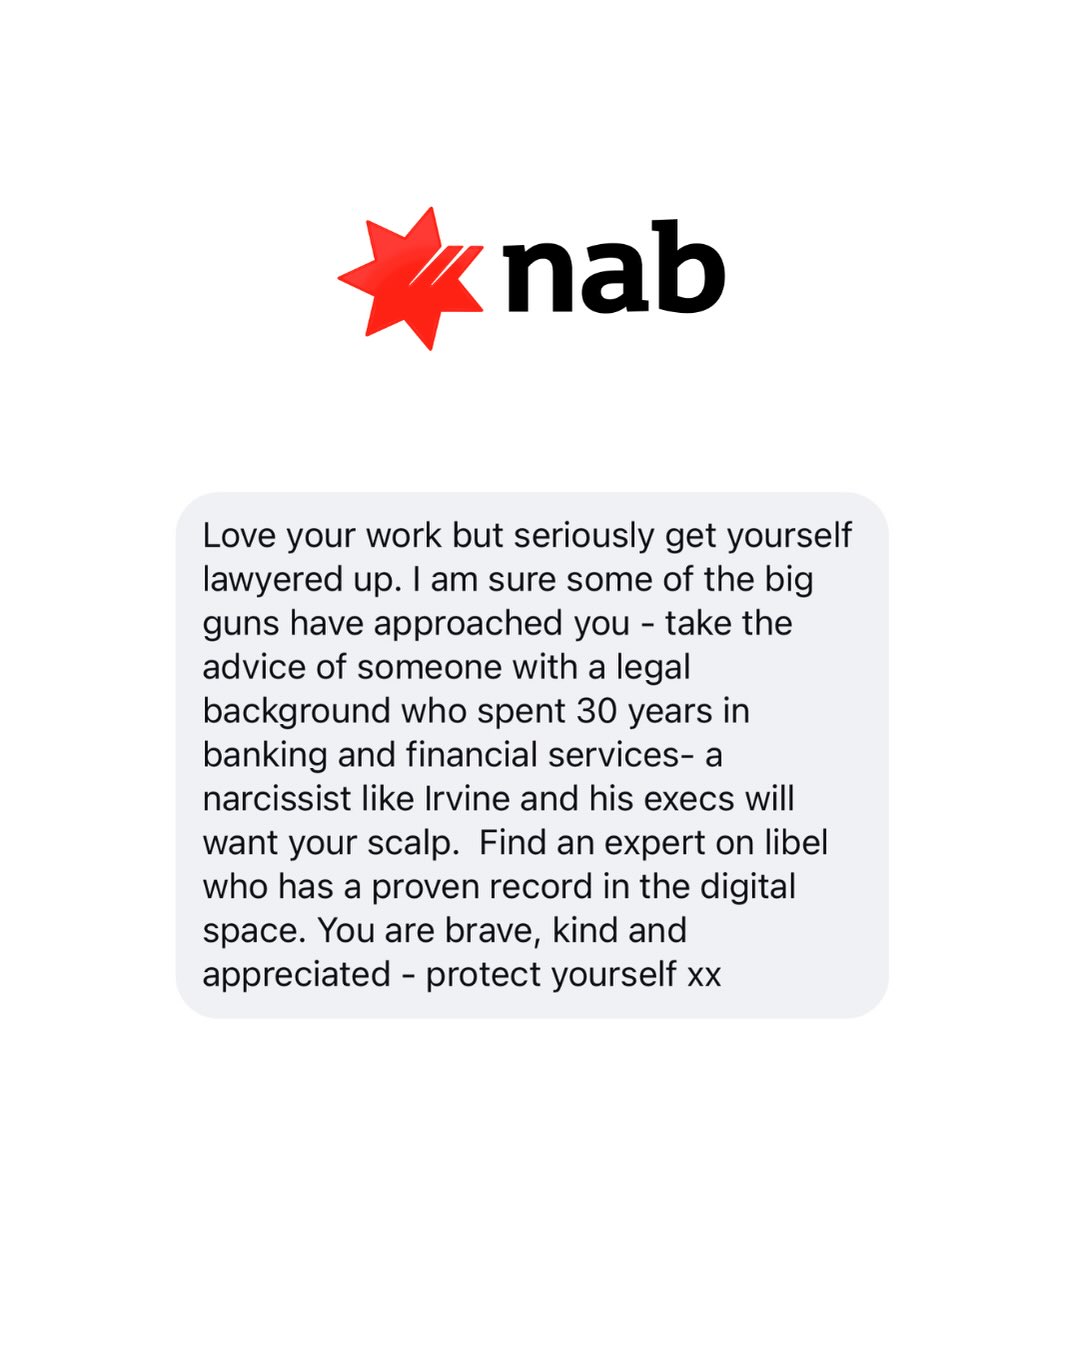 nab
Love your work but seriously get yourself
lawyered up. I am sure some of the big
guns have approached you - take the
advice of someone with a legal
background who spent 30 years in
banking and financial services- a
narcissist like Irvine and his execs will
want your scalp.  Find an expert on libel
who has a proven record in the digital
space. You are brave, kind and
appreciated - protect yourself xx